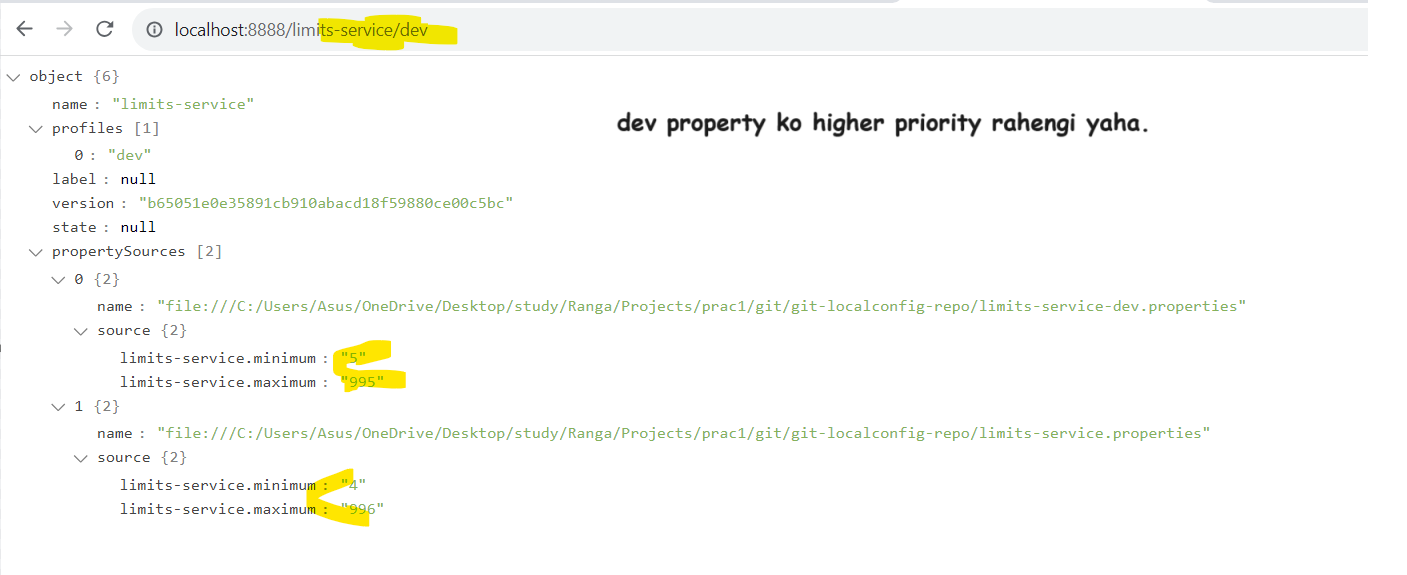 localhost:8888/limits-service/dev
object {6}
name : "limits-service"
dev property ko higher priority rahengi yaha.
profiles [1]
0 : "dev"
label : null
version : "b65051e0e35891cb910abacd18f59880ce00c5bc"
state : null
propertySources [2]
0 {2}
name : "file:///C:/Users/Asus/OneDrive/Desktop/study/Ranga/Projects/prac1/git/git-localconfig-repo/limits-service-dev.properties"
source {2}
limits-service.minimum : "5"
limits-service.maximum : "995"
1 {2}
name : "file:///C:/Users/Asus/OneDrive/Desktop/study/Ranga/Projects/prac1/git/git-localconfig-repo/limits-service.properties"
source {2}
limits-service.minimum : "4"
limits-service.maximum : "996"